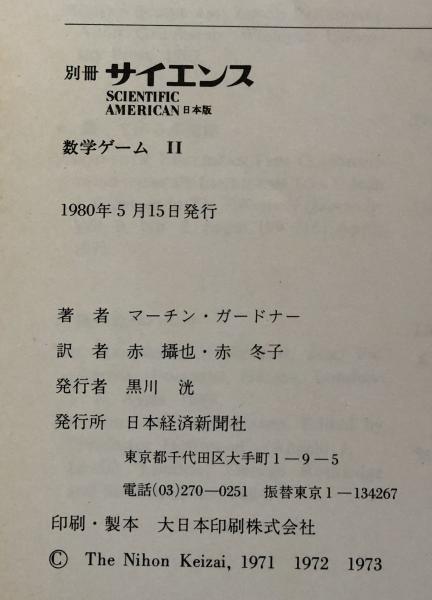 別冊 サイエンス
SCIENTIFIC
AMERICAN 日本版
数学ゲーム II
1980年5月15日発行
著者 マーチン・ガードナー
訳者 赤 攝也・赤 冬子
発行者 黒川 洸
発行所 日本経済新聞社
東京都千代田区大手町1-9-5
電話(03)270-0251 振替東京1-134267
印刷・製本 大日本印刷株式会社
© The Nihon Keizai, 1971 1972 1973